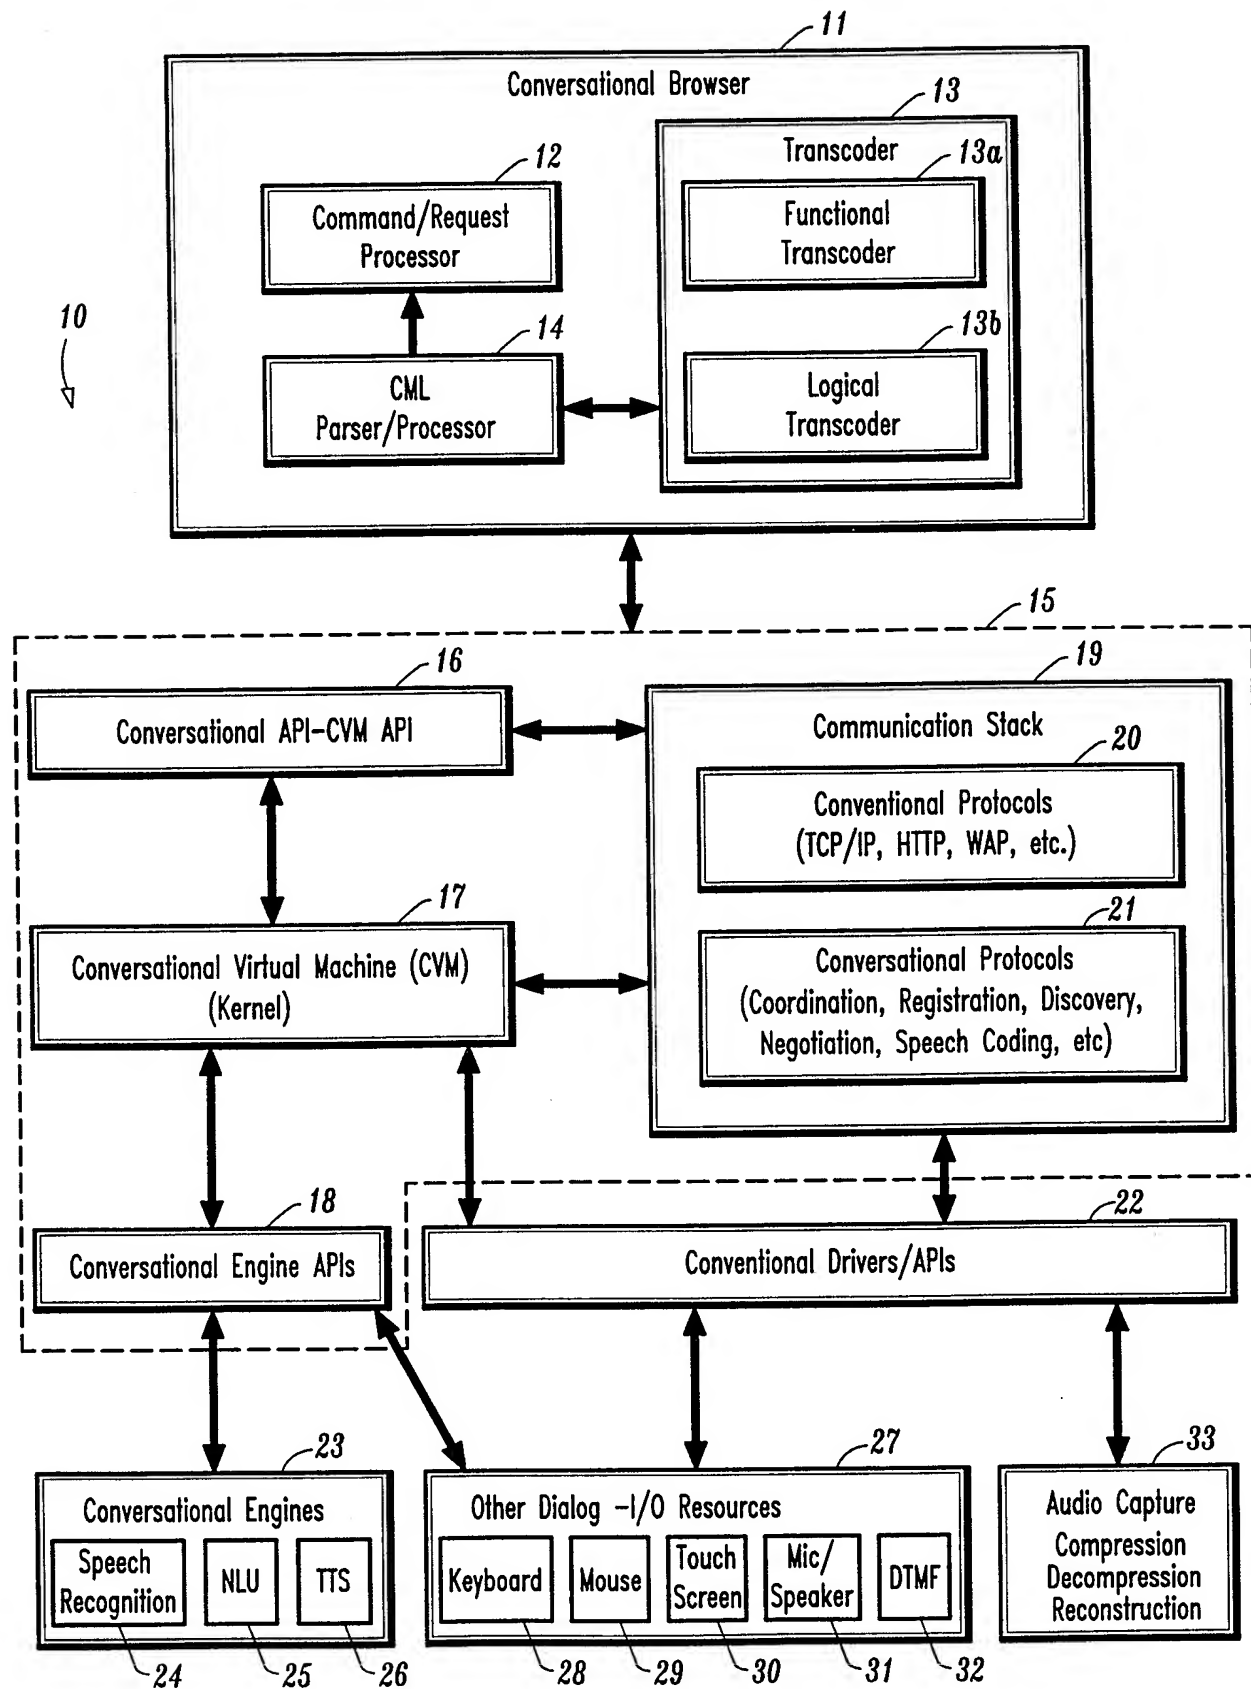 11
Conversational Browser
13
Transcoder
12
13a
Command/Request
Processor
Functional
Transcoder
10
14
13b
CML
Parser/Processor
Logical
Transcoder
15
16
19
Conversational API-CVM API
Communication Stack
20
Conventional Protocols
(TCP/IP, HTTP, WAP, etc.)
17
21
Conversational Virtual Machine (CVM)
(Kernel)
Conversational Protocols
(Coordination, Registration, Discovery,
Negotiation, Speech Coding, etc)
18
22
Conversational Engine APIs
Conventional Drivers/APIs
23
27
33
Conversational Engines
Speech
Recognition
NLU
TTS
Other Dialog -I/O Resources
Keyboard
Mouse
Touch
Screen
Mic/
Speaker
DTMF
Audio Capture
Compression
Decompression
Reconstruction
24
25
26
28
29
30
31
32